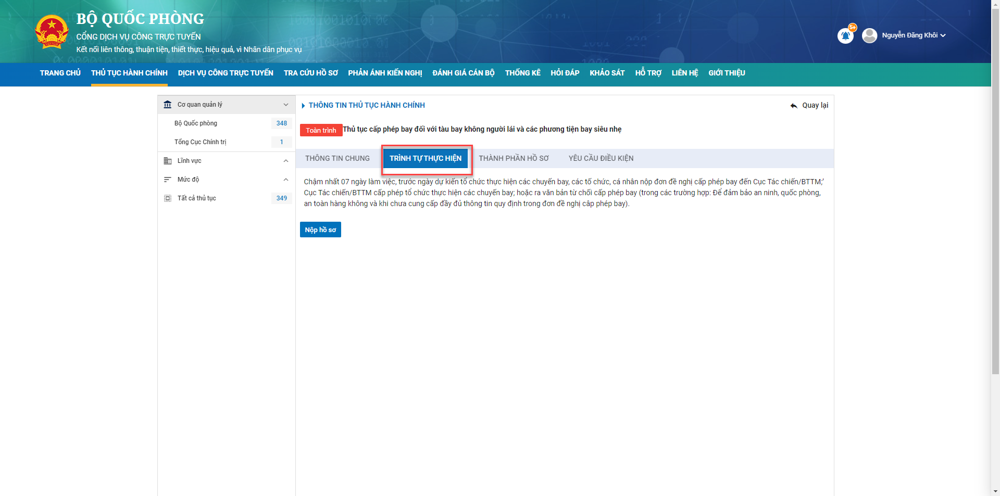 BỘ QUỐC PHÒNG
CỔNG DỊCH VỤ CÔNG TRỰC TUYẾN
Kết nối liên thông, thuận tiện, thiết thực, hiệu quả, vì Nhân dân phục vụ
5+
Nguyễn Đăng Khôi
TRANG CHỦ THỦ TỤC HÀNH CHÍNH DỊCH VỤ CÔNG TRỰC TUYẾN TRA CỨU HỒ SƠ PHẢN ÁNH KIẾN NGHỊ ĐÁNH GIÁ CÁN BỘ THỐNG KÊ HỎI ĐÁP KHẢO SÁT HỖ TRỢ LIÊN HỆ GIỚI THIỆU
Cơ quan quản lý
Bộ Quốc phòng 348
Tổng Cục Chính trị 1
Lĩnh vực
Mức độ
Tất cả thủ tục 349
THÔNG TIN THỦ TỤC HÀNH CHÍNH
Quay lại
Toàn trình Thủ tục cấp phép bay đối với tàu bay không người lái và các phương tiện bay siêu nhẹ
THÔNG TIN CHUNG TRÌNH TỰ THỰC HIỆN THÀNH PHẦN HỒ SƠ YÊU CẦU ĐIỀU KIỆN
Chậm nhất 07 ngày làm việc, trước ngày dự kiến tổ chức thực hiện các chuyến bay, các tổ chức, cá nhân nộp đơn đề nghị cấp phép bay đến Cục Tác chiến/BTTM;'
Cục Tác chiến/BTTM cấp phép tổ chức thực hiện các chuyến bay; hoặc ra văn bản từ chối cấp phép bay (trong các trường hợp: Để đảm bảo an ninh, quốc phòng,
an toàn hàng không và khi chưa cung cấp đầy đủ thông tin quy định trong đơn đề nghị câp phép bay).
Nộp hồ sơ